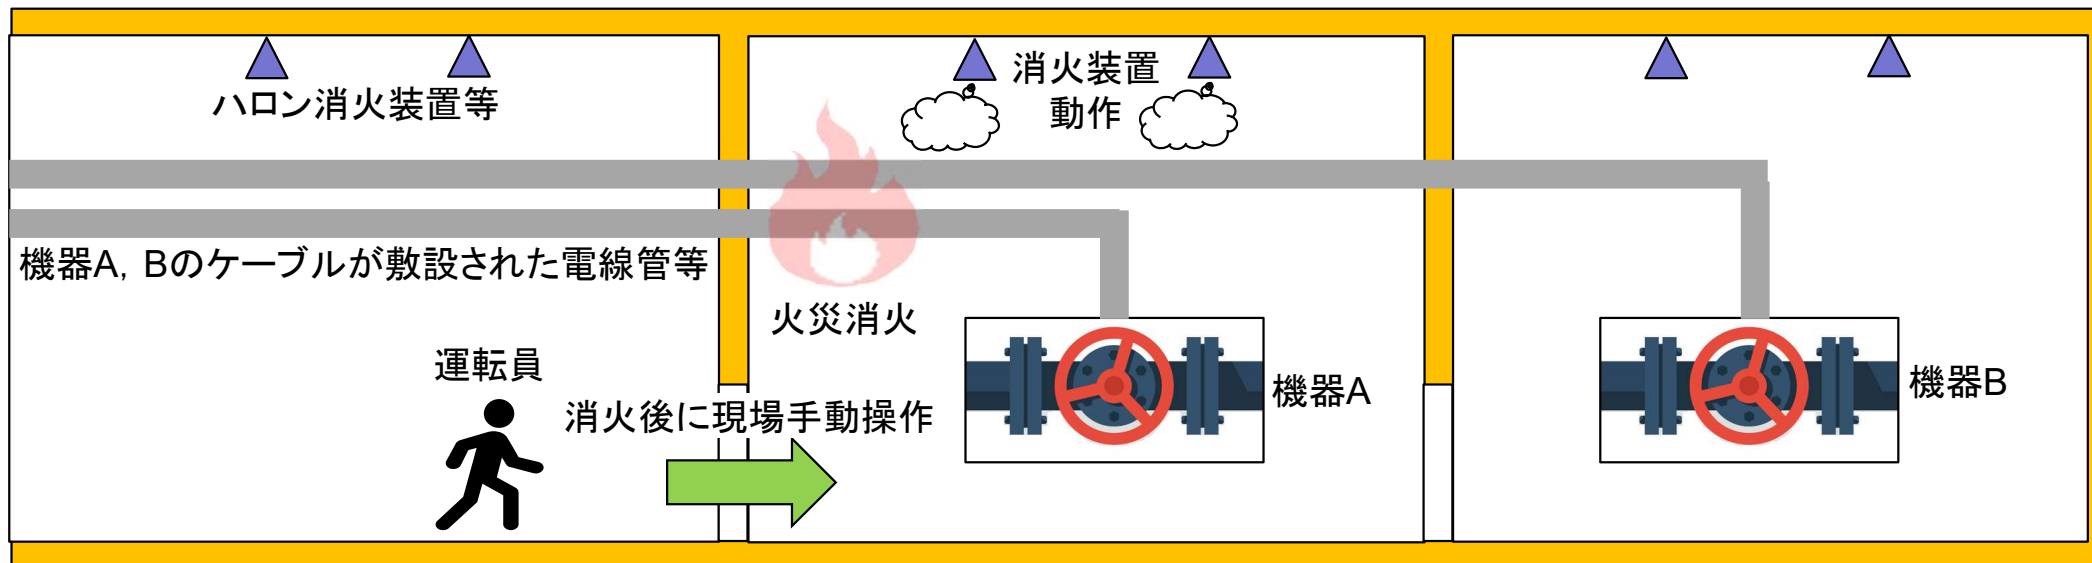 ハロン消火装置等
消火装置
動作
機器A, Bのケーブルが敷設された電線管等
火災消火
運転員
消火後に現場手動操作
機器A
機器B